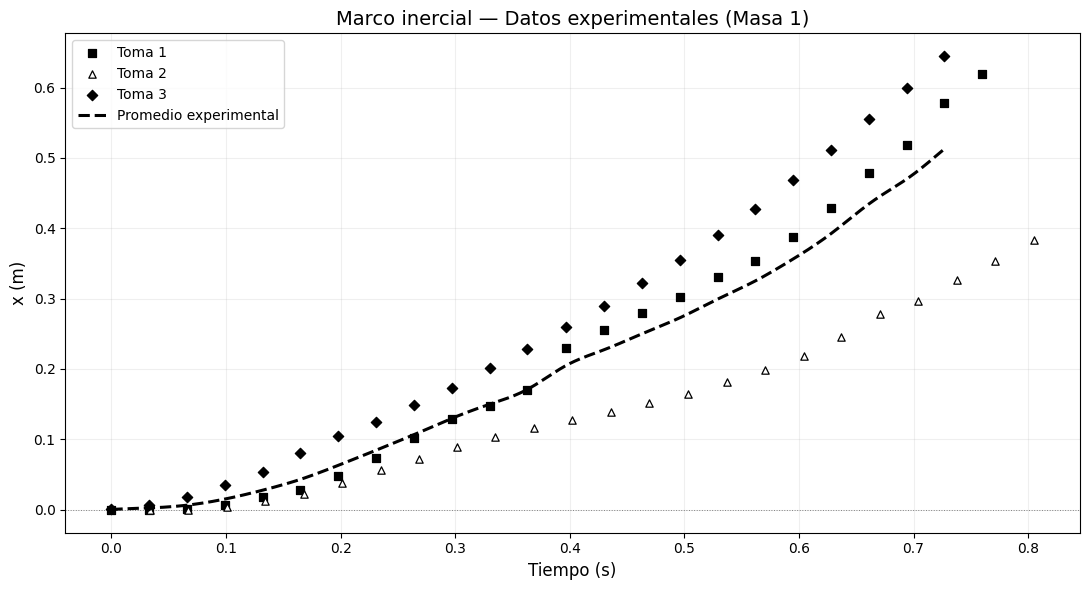 Marco inercial — Datos experimentales (Masa 1)
Toma 1
Toma 2
Toma 3
Promedio experimental
x (m)
0.6
0.5
0.4
0.3
0.2
0.1
0.0
0.0 0.1 0.2 0.3 0.4 0.5 0.6 0.7 0.8
Tiempo (s)